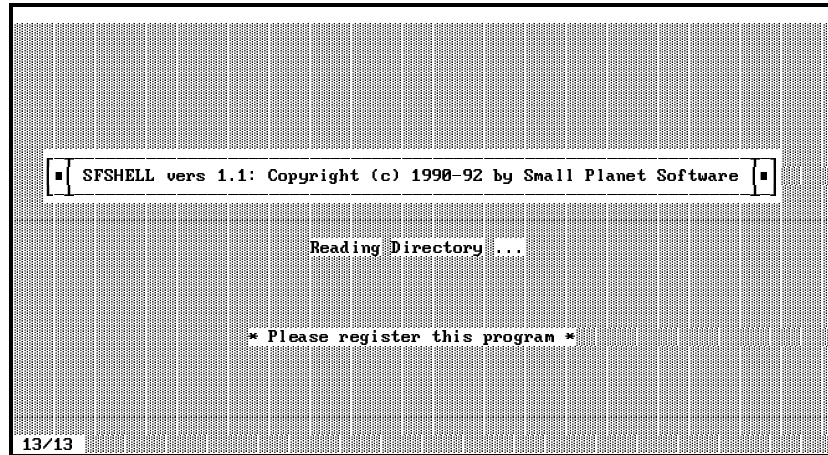 SFSHELL vers 1.1: Copyright (c) 1990-92 by Small Planet Software
Reading Directory ...
* Please register this program *
13/13